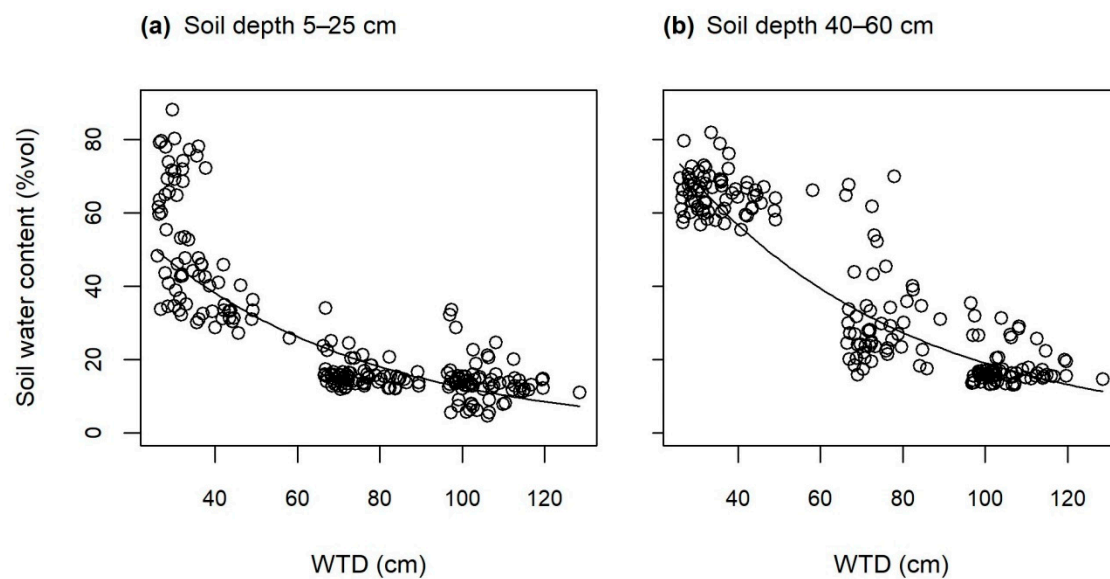 (a) Soil depth 5–25 cm
(b) Soil depth 40–60 cm
Soil water content (%vol)
80
60
40
20
0
40 60 80 100 120
40 60 80 100 120
WTD (cm)
WTD (cm)